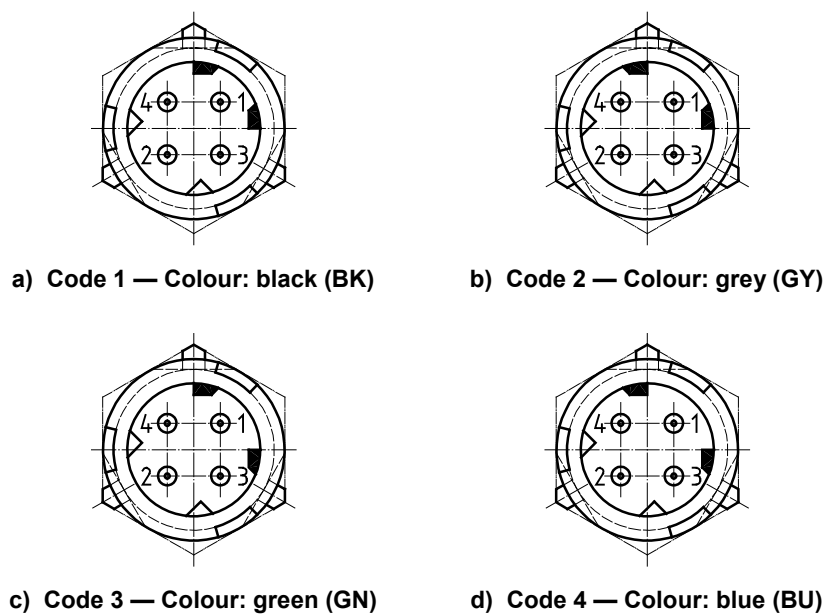 4 1
2 3
4 1
2 3
a) Code 1 — Colour: black (BK)
b) Code 2 — Colour: grey (GY)
4 1
2 3
4 1
2 3
c) Code 3 — Colour: green (GN)
d) Code 4 — Colour: blue (BU)